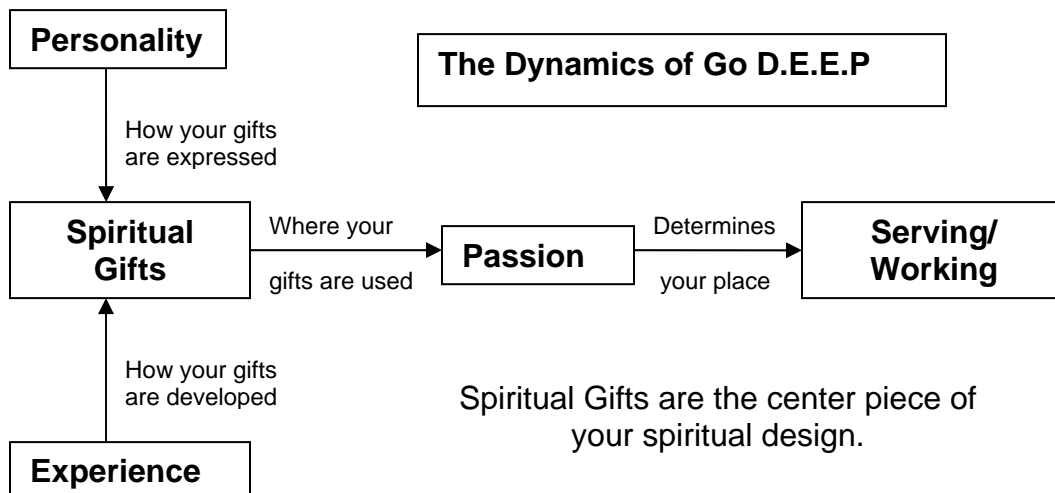 Personality
The Dynamics of Go D.E.E.P
How your gifts
are expressed
Spiritual
Gifts
Where your
gifts are used
Passion
Determines
your place
Serving/
Working
How your gifts
are developed
Spiritual Gifts are the center piece of
your spiritual design.
Experience